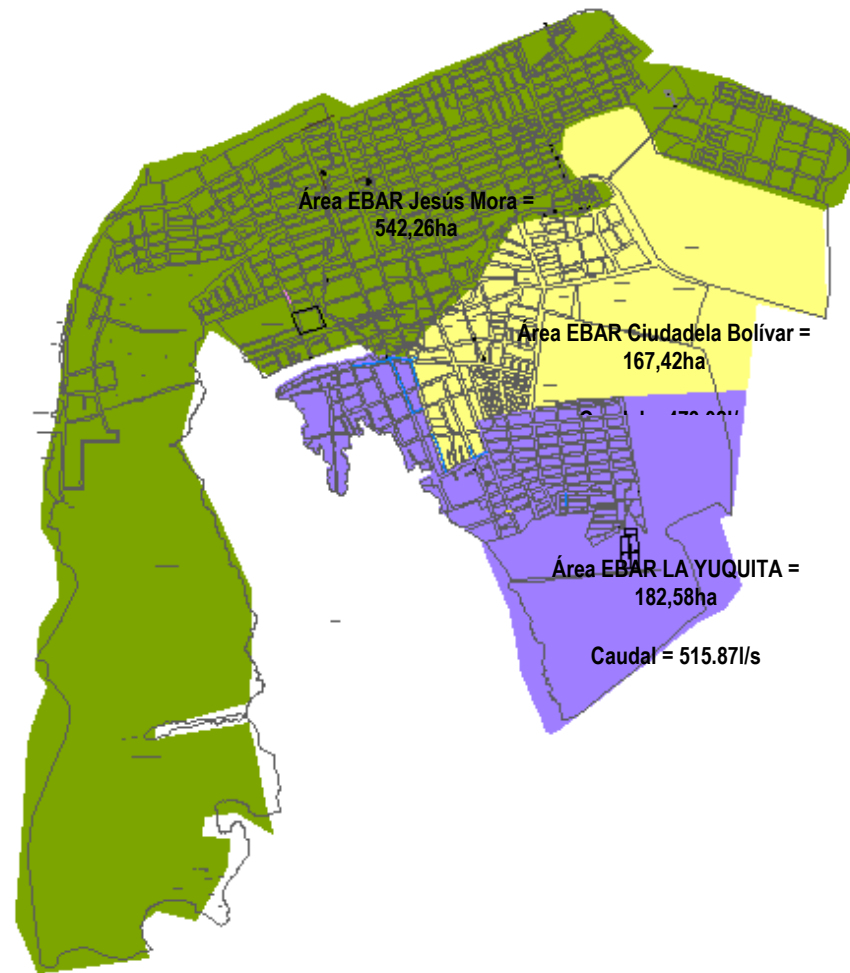 Área EBAR Jesús Mora =
542,26ha
Área EBAR Ciudadela Bolívar =
167,42ha
Área EBAR LA YUQUITA =
182,58ha
Caudal = 515.87l/s